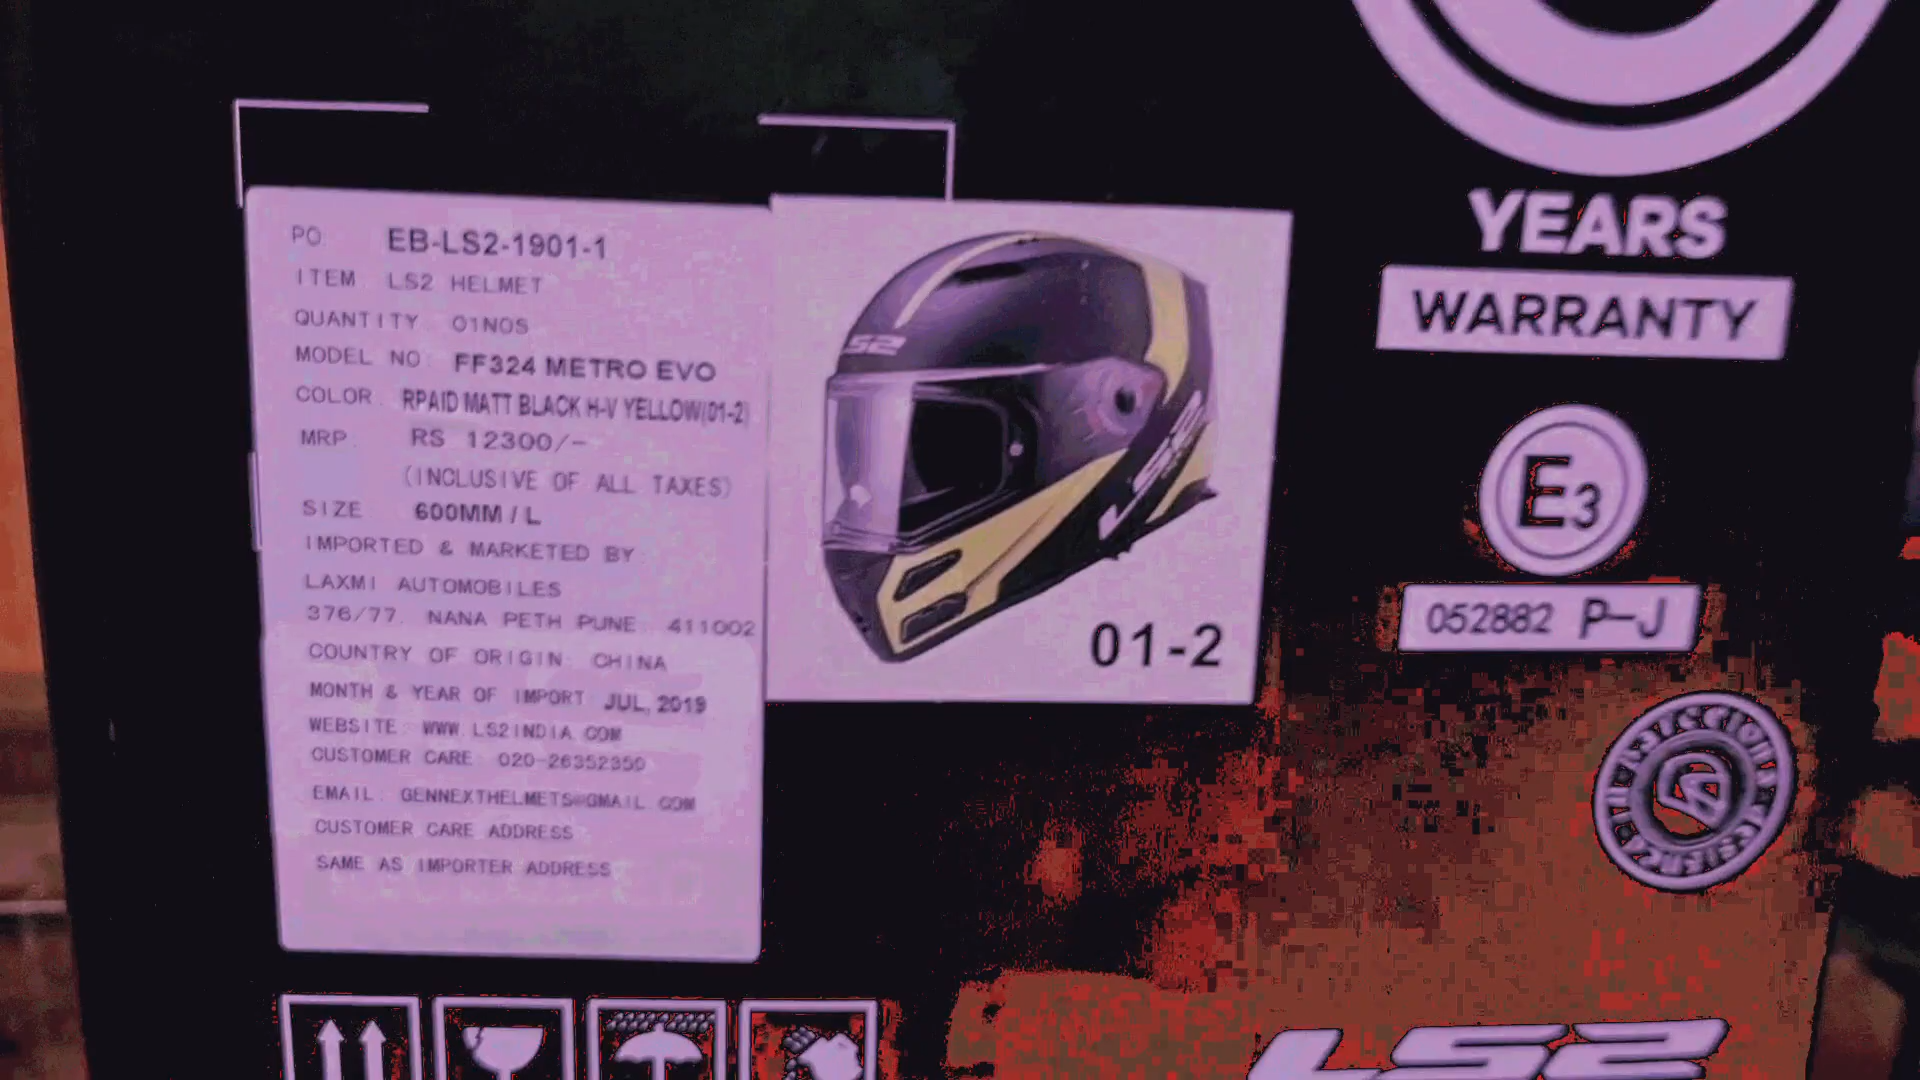 PO: EB-LS2-1901-1
ITEM LS2 HELMET
QUANTITY 01NOS
MODEL NO FF324 METRO EVO
COLOR RPAID MATT BLACK H-V YELLOW(01-2)
MRP: RS 12300/-
(INCLUSIVE OF ALL TAXES)
SIZE 600MM / L
IMPORTED & MARKETED BY
LAXMI AUTOMOBILES
376/77. NANA PETH PUNE. 411002
COUNTRY OF ORIGIN: CHINA
MONTH & YEAR OF IMPORT JUL, 2019
WEBSITE: WWW.LS2INDIA.COM
CUSTOMER CARE 020-26352350
EMAIL: GENNEXTHELMETS@GMAIL.COM
CUSTOMER CARE ADDRESS
SAME AS IMPORTER ADDRESS
LS2
LS2
01-2
YEARS
WARRANTY
E3
052882 P-J
LS2